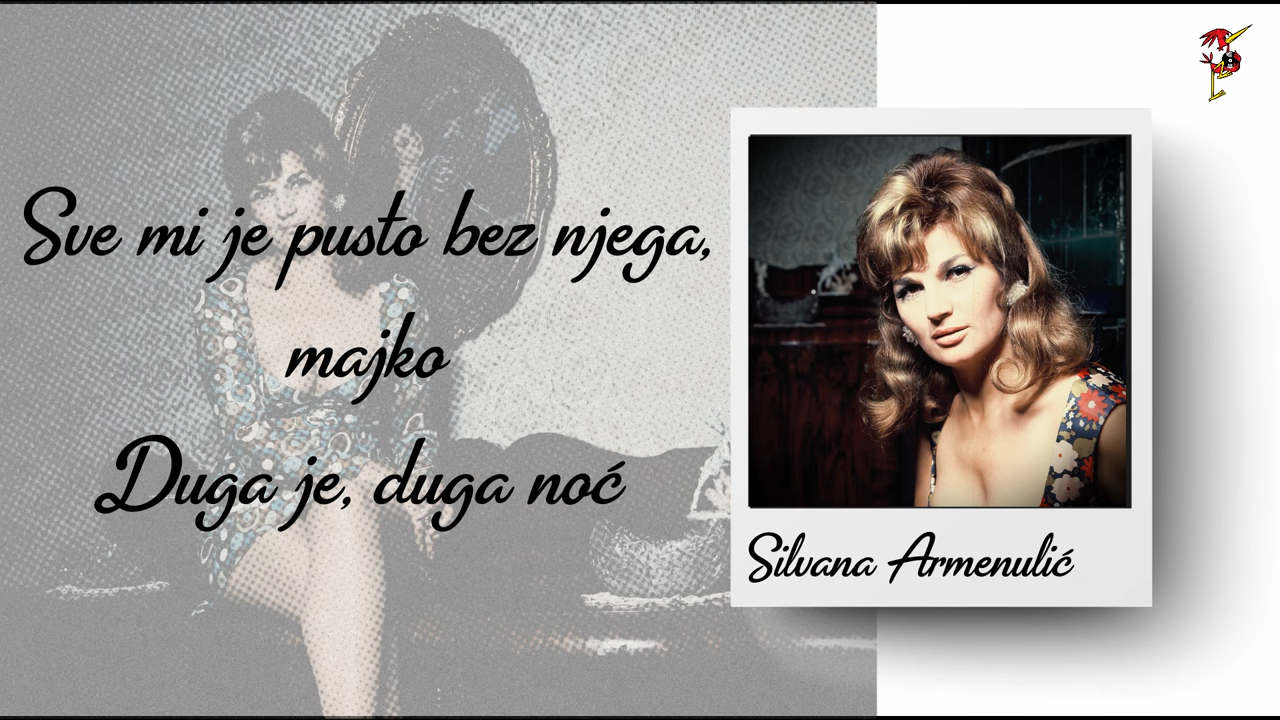 Sve mi je pusto bez njega,
majko
Duga je, duga noć
Silvana Armenulić